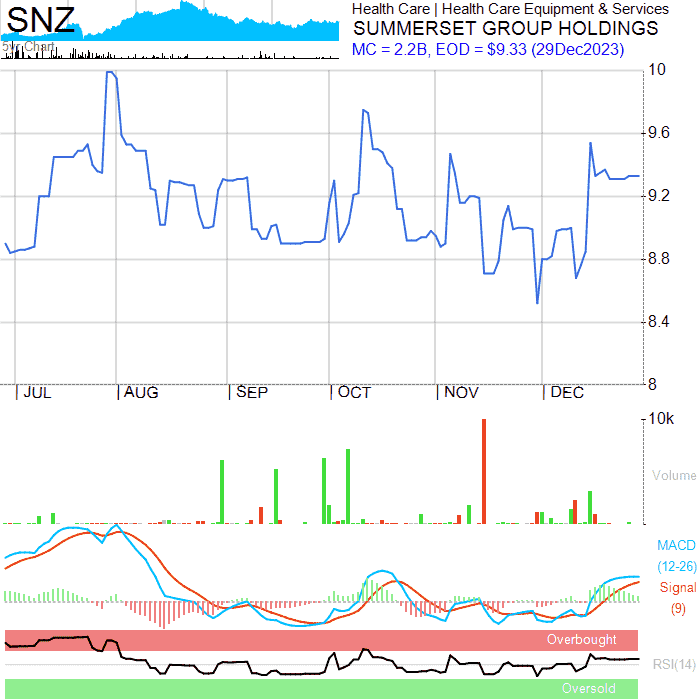 SNZ
Health Care | Health Care Equipment & Services
SUMMERSET GROUP HOLDINGS
MC = 2.2B, EOD = $9.33 (29Dec2023)
5yr Chart
10
9.6
9.2
8.8
8.4
8
JUL AUG SEP OCT NOV DEC
10k
Volume
MACD
(12-26)
Signal
(9)
Overbought
RSI(14)
Oversold